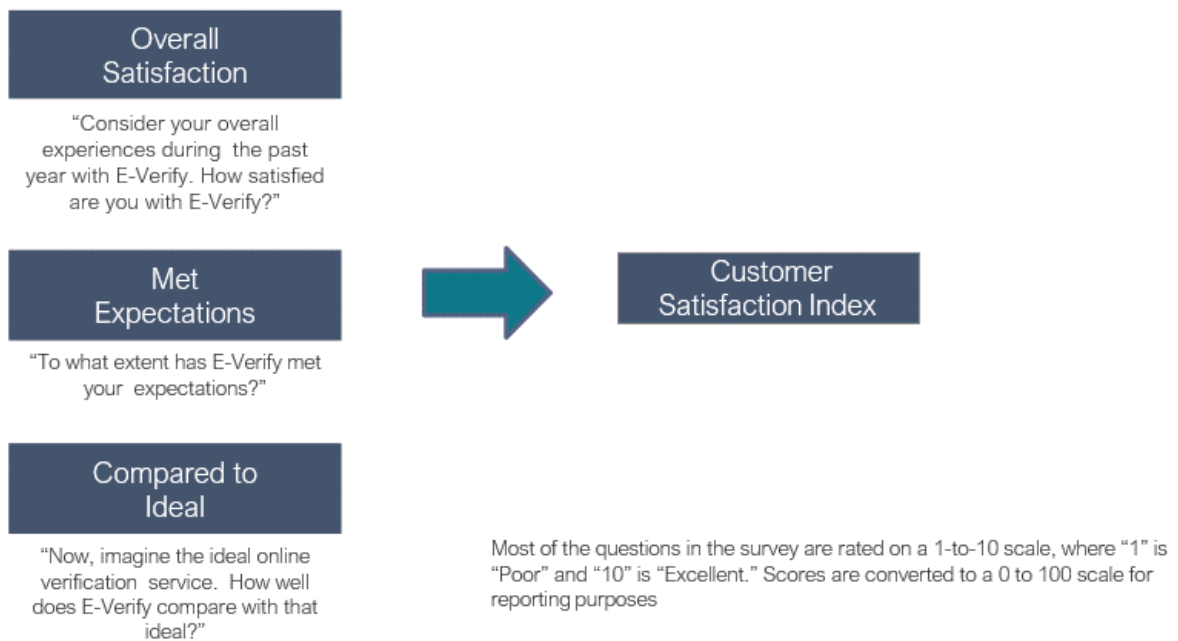 Overall
Satisfaction
“Consider your overall
experiences during the past
year with E-Verify. How satisfied
are you with E-Verify?”
Met
Expectations
“To what extent has E-Verify met
your expectations?”
Compared to
Ideal
“Now, imagine the ideal online
verification service. How well
does E-Verify compare with that
ideal?”
Customer
Satisfaction Index
Most of the questions in the survey are rated on a 1-to-10 scale, where “1” is
“Poor” and “10” is “Excellent.” Scores are converted to a 0 to 100 scale for
reporting purposes